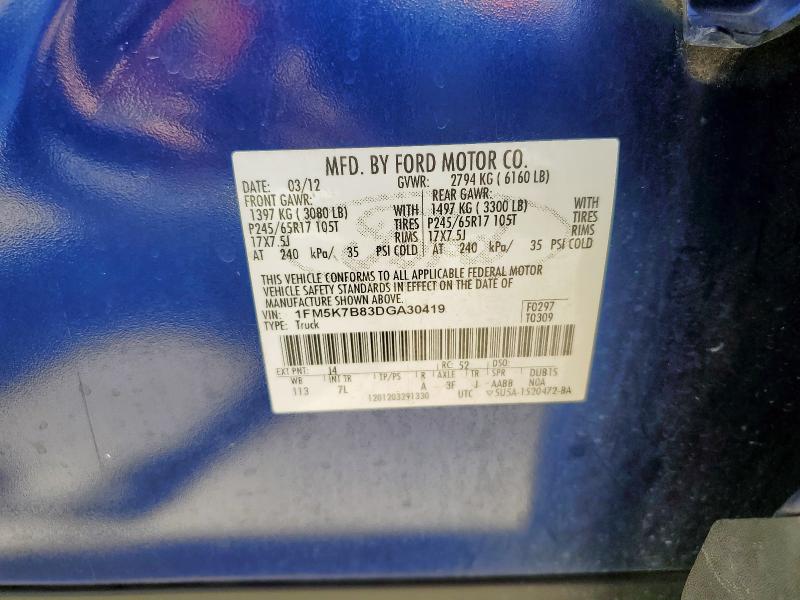 MFD. BY FORD MOTOR CO.
DATE: 03/12 GVWR: 2794 KG ( 6160 LB)
FRONT GAWR: REAR GAWR:
1397 KG ( 3080 LB) WITH 1497 KG ( 3300 LB) WITH
P245/65R17 105T TIRES P245/65R17 105T TIRES
17X7.5J RIMS 17X7.5J RIMS
AT 240 kPa/ 35 PSI COLD AT 240 kPa/ 35 PSI COLD
THIS VEHICLE CONFORMS TO ALL APPLICABLE FEDERAL MOTOR
VEHICLE SAFETY STANDARDS IN EFFECT ON THE DATE OF
MANUFACTURE SHOWN ABOVE.
VIN: 1FM5K7B83DGA30419 F0297
TYPE: Truck T0309
EXT PNT: 14 RC: 52 DSO:
WB INT TR TP/PS R AXLE TR SPR DUBT5
113 7L A 3F J AABB N0A
1201203291330 UTC 5U5A-1520472-BA